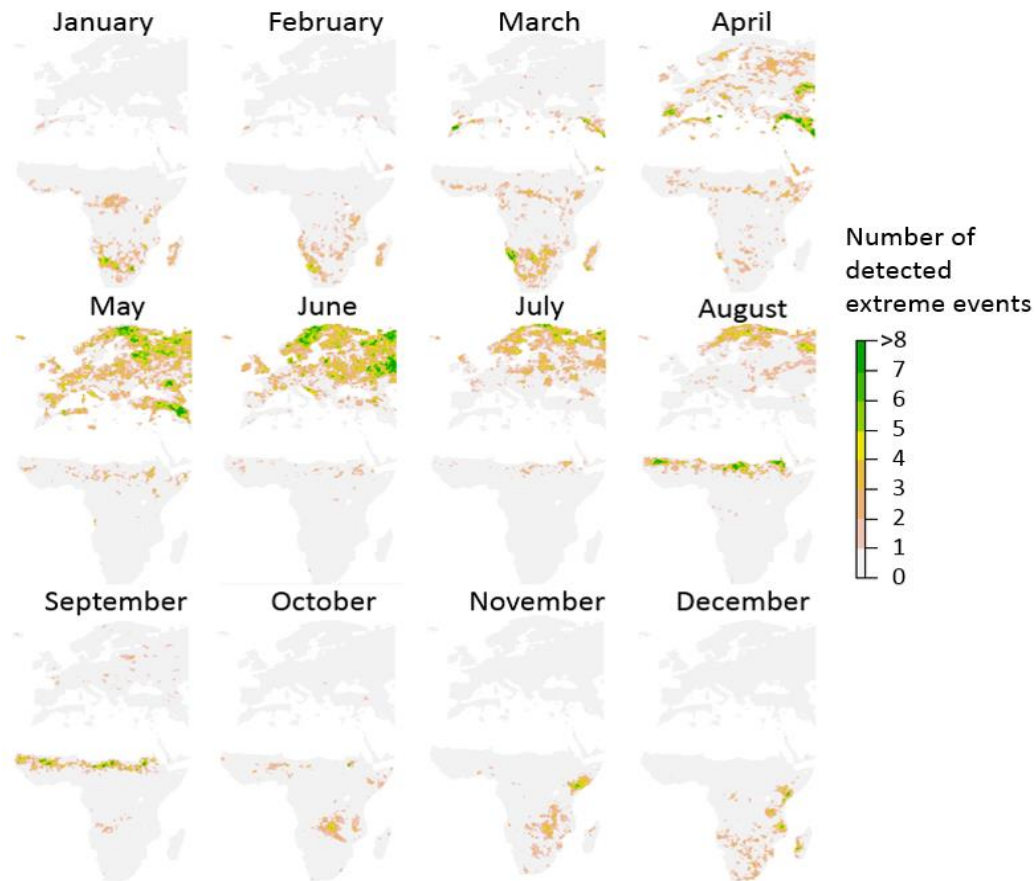 January
February
March
April
May
June
July
August
September
October
November
December
Number of
detected
extreme events
>8
7
6
5
4
3
2
1
0